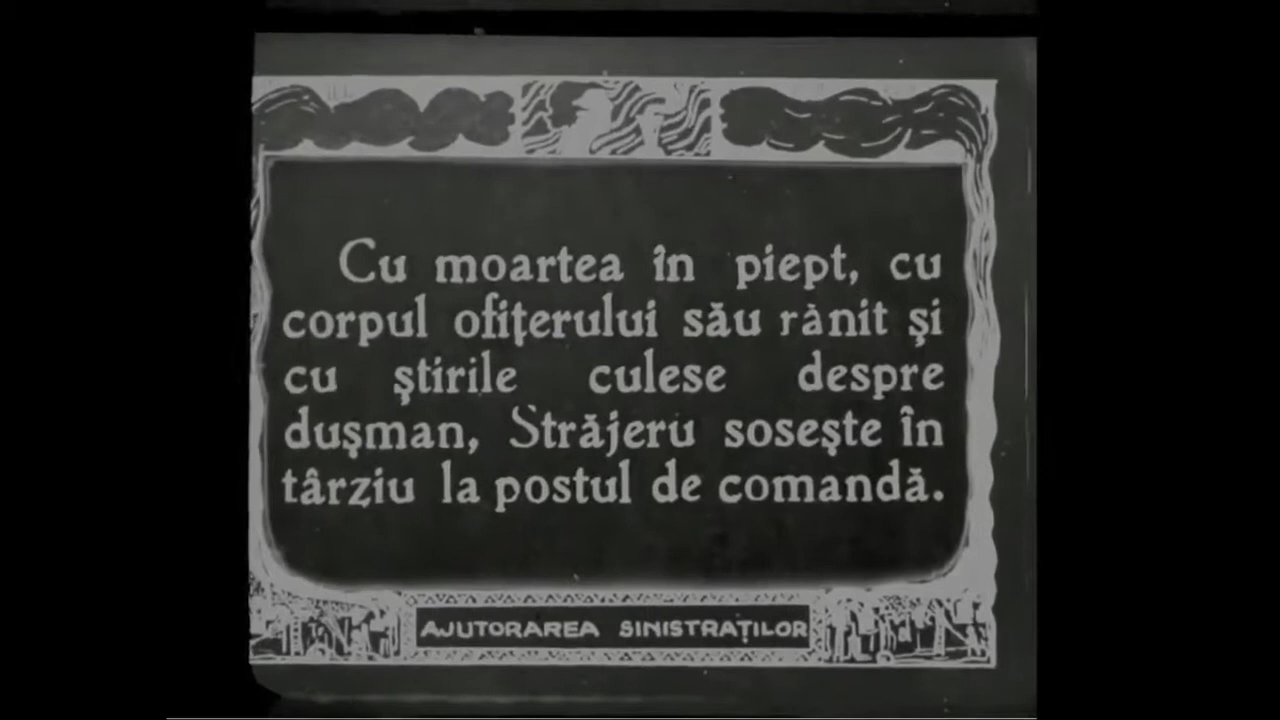 Cu moartea în piept, cu
corpul ofițerului său rànit și
cu știrile culese despre
dușman, Străjeru sosește în
târziu la postul de comandă.
AJUTORAREA SINISTRAȚILOR